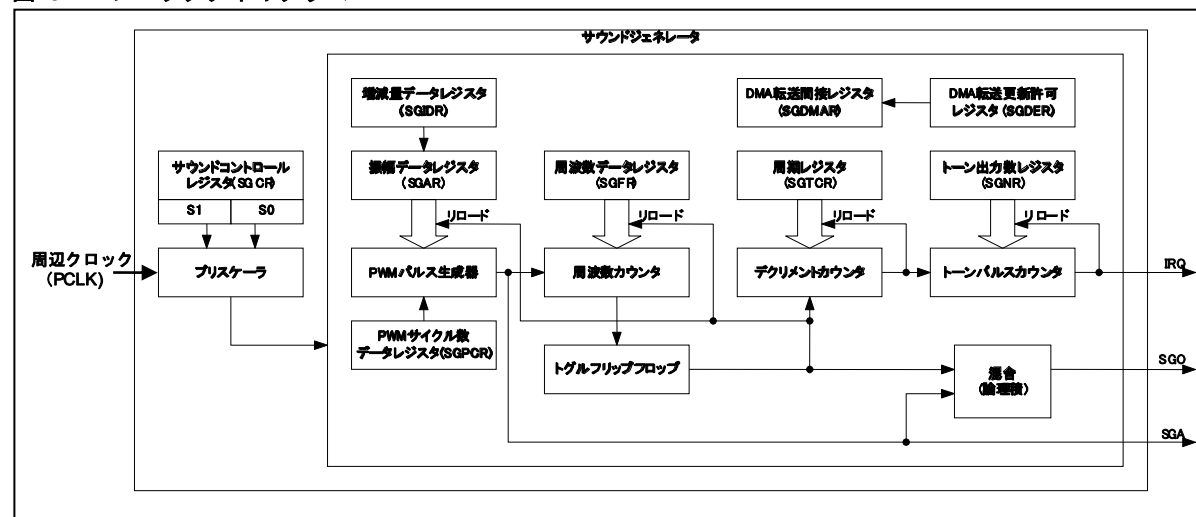 サウンドジェネレータ
増減量データレジスタ
(SGIDR)
DMA転送間接レジスタ
(SGDMAR)
DMA転送更新許可
レジスタ(SGDER)
サウンドコントロール
レジスタ(SGCR)
S1
S0
振幅データレジスタ
(SGAR)
周波数データレジスタ
(SGFR)
周期レジスタ
(SGTCR)
トーン出力数レジスタ
(SGNR)
リロード
リロード
リロード
リロード
周辺クロック
(PCLK)
プリスケーラ
PWMパルス生成器
周波数カウンタ
デクリメントカウンタ
トーンパルスカウンタ
IRQ
PWMサイクル数
データレジスタ(SGPCR)
トグルフリップフロップ
混合
(論理積)
SGO
SGA